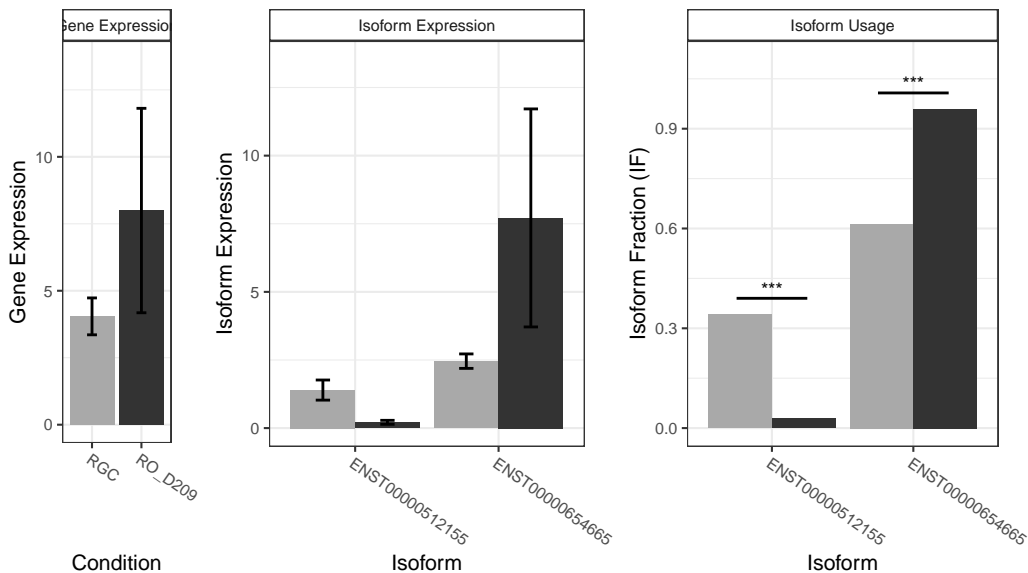 Gene Expression
Isoform Expression
Isoform Usage
Gene Expression
10
5
0
RGC
RO_D209
Condition
Isoform Expression
10
5
0
ENST00000512155
ENST00000654665
Isoform
Isoform Fraction (IF)
0.9
0.6
0.3
0.0
***
***
ENST00000512155
ENST00000654665
Isoform